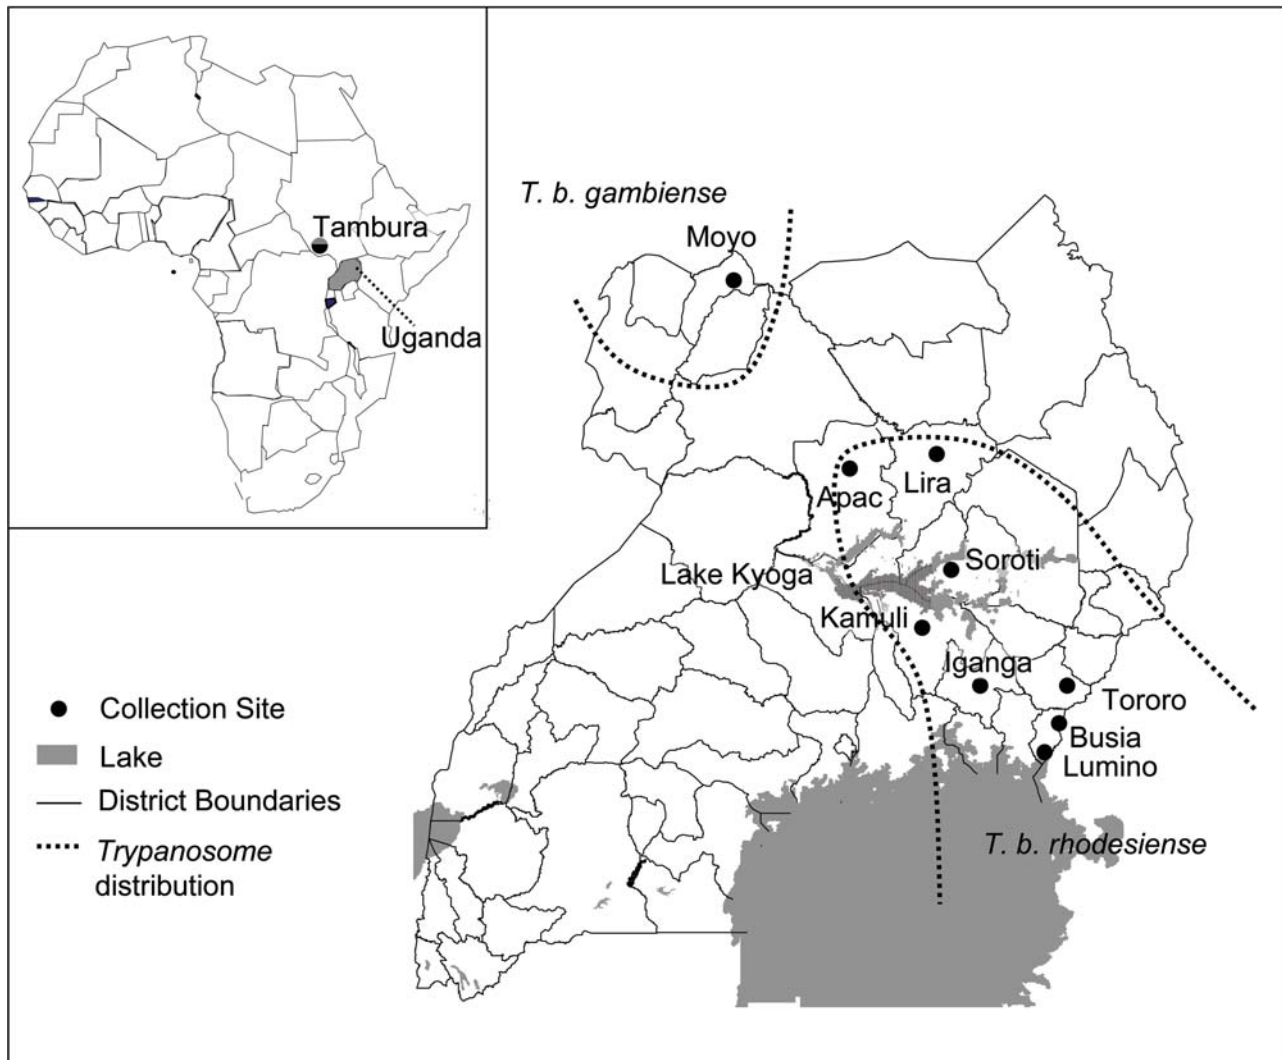 Tambura
Uganda
T. b. gambiense
Moyo
Apac
Lira
Soroti
Lake Kyoga
Kamuli
Iganga
Tororo
Busia
Lumino
T. b. rhodesiense
Collection Site
Lake
District Boundaries
Trypanosome
distribution